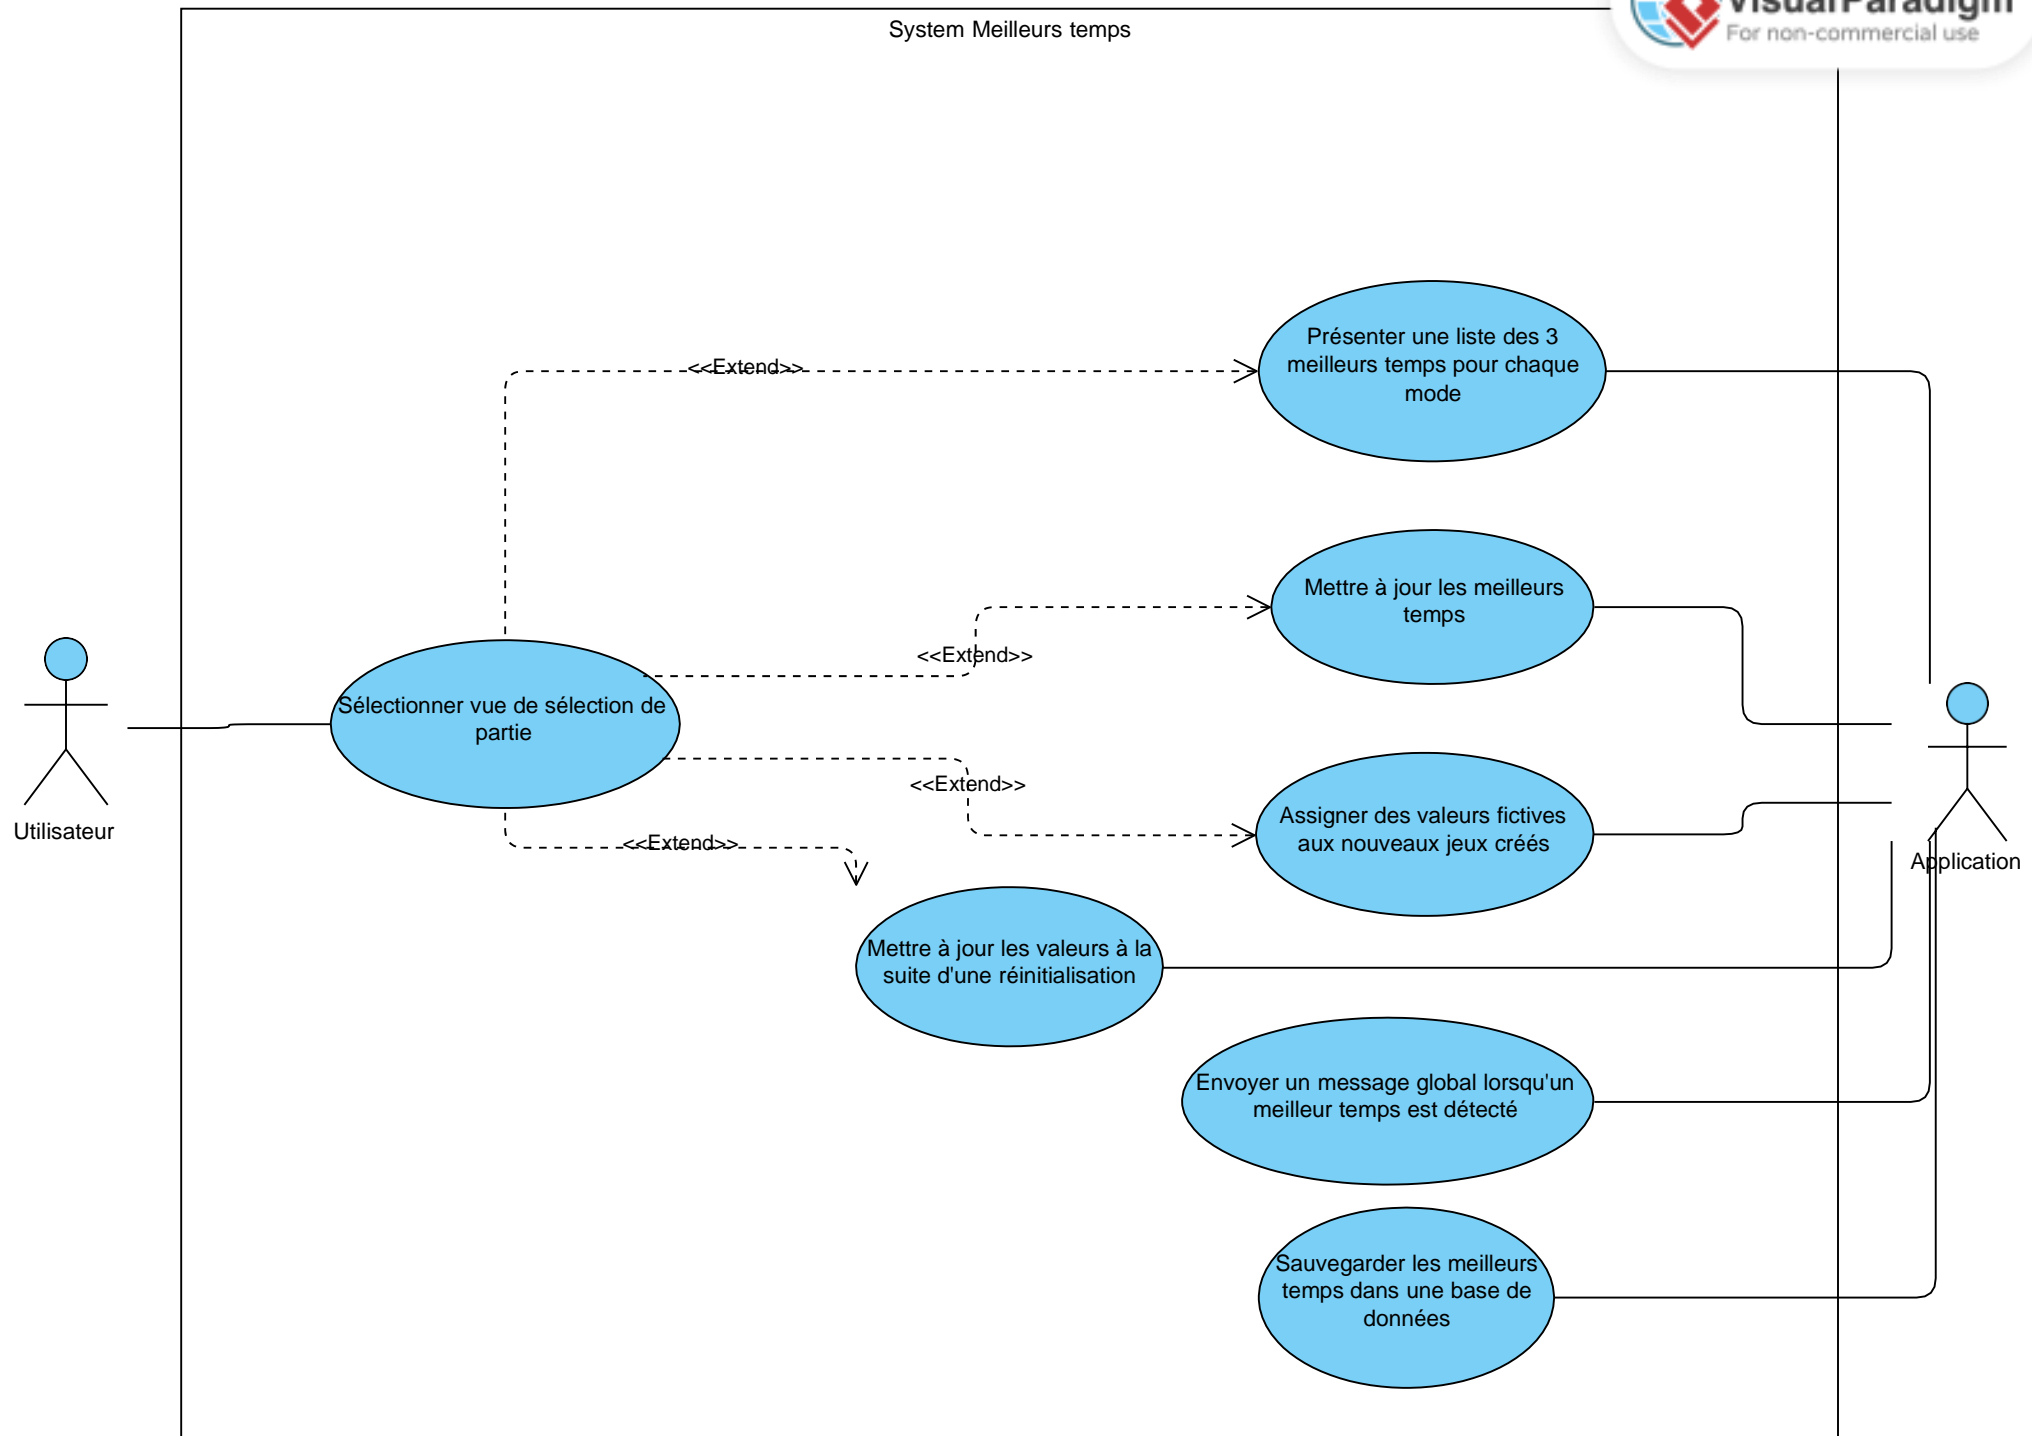 System Meilleurs temps
VisualParadigm
For non-commercial use
Présenter une liste des 3
meilleurs temps pour chaque
mode
<<Extend>>
Mettre à jour les meilleurs
temps
<<Extend>>
Sélectionner vue de sélection de
partie
<<Extend>>
Assigner des valeurs fictives
aux nouveaux jeux créés
Utilisateur
<<Extend>>
Application
Mettre à jour les valeurs à la
suite d'une réinitialisation
Envoyer un message global lorsqu'un
meilleur temps est détecté
Sauvegarder les meilleurs
temps dans une base de
données